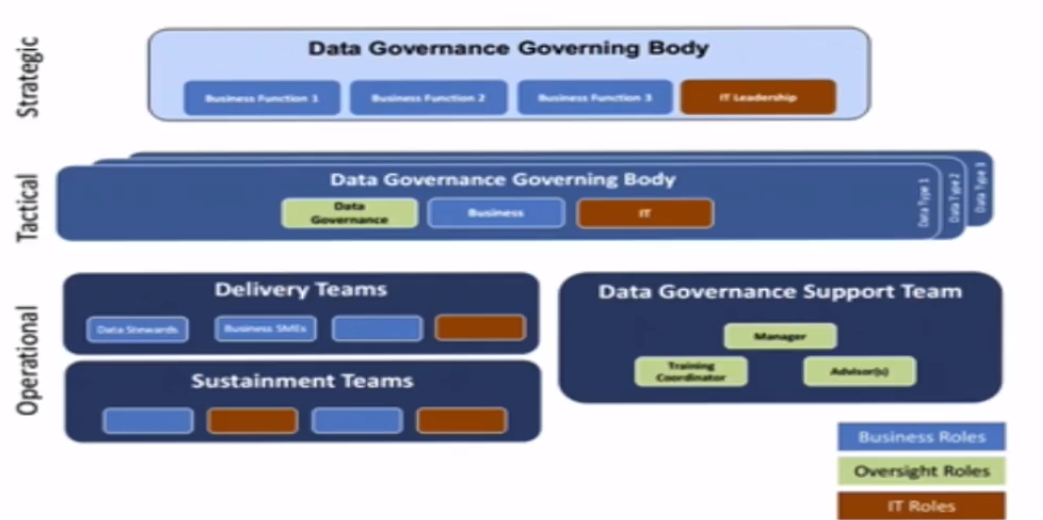 Strategic
Data Governance Governing Body
Business Function 1
Business Function 2
Business Function 3
IT Leadership
Tactical
Data Governance Governing Body
Data
Governance
Business
IT
Data Type 1
Data Type 2
Data Type 3
Operational
Delivery Teams
Data Stewards
Business SMEs
Sustainment Teams
Data Governance Support Team
Manager
Training
Coordinator
Advisor(s)
Business Roles
Oversight Roles
IT Roles